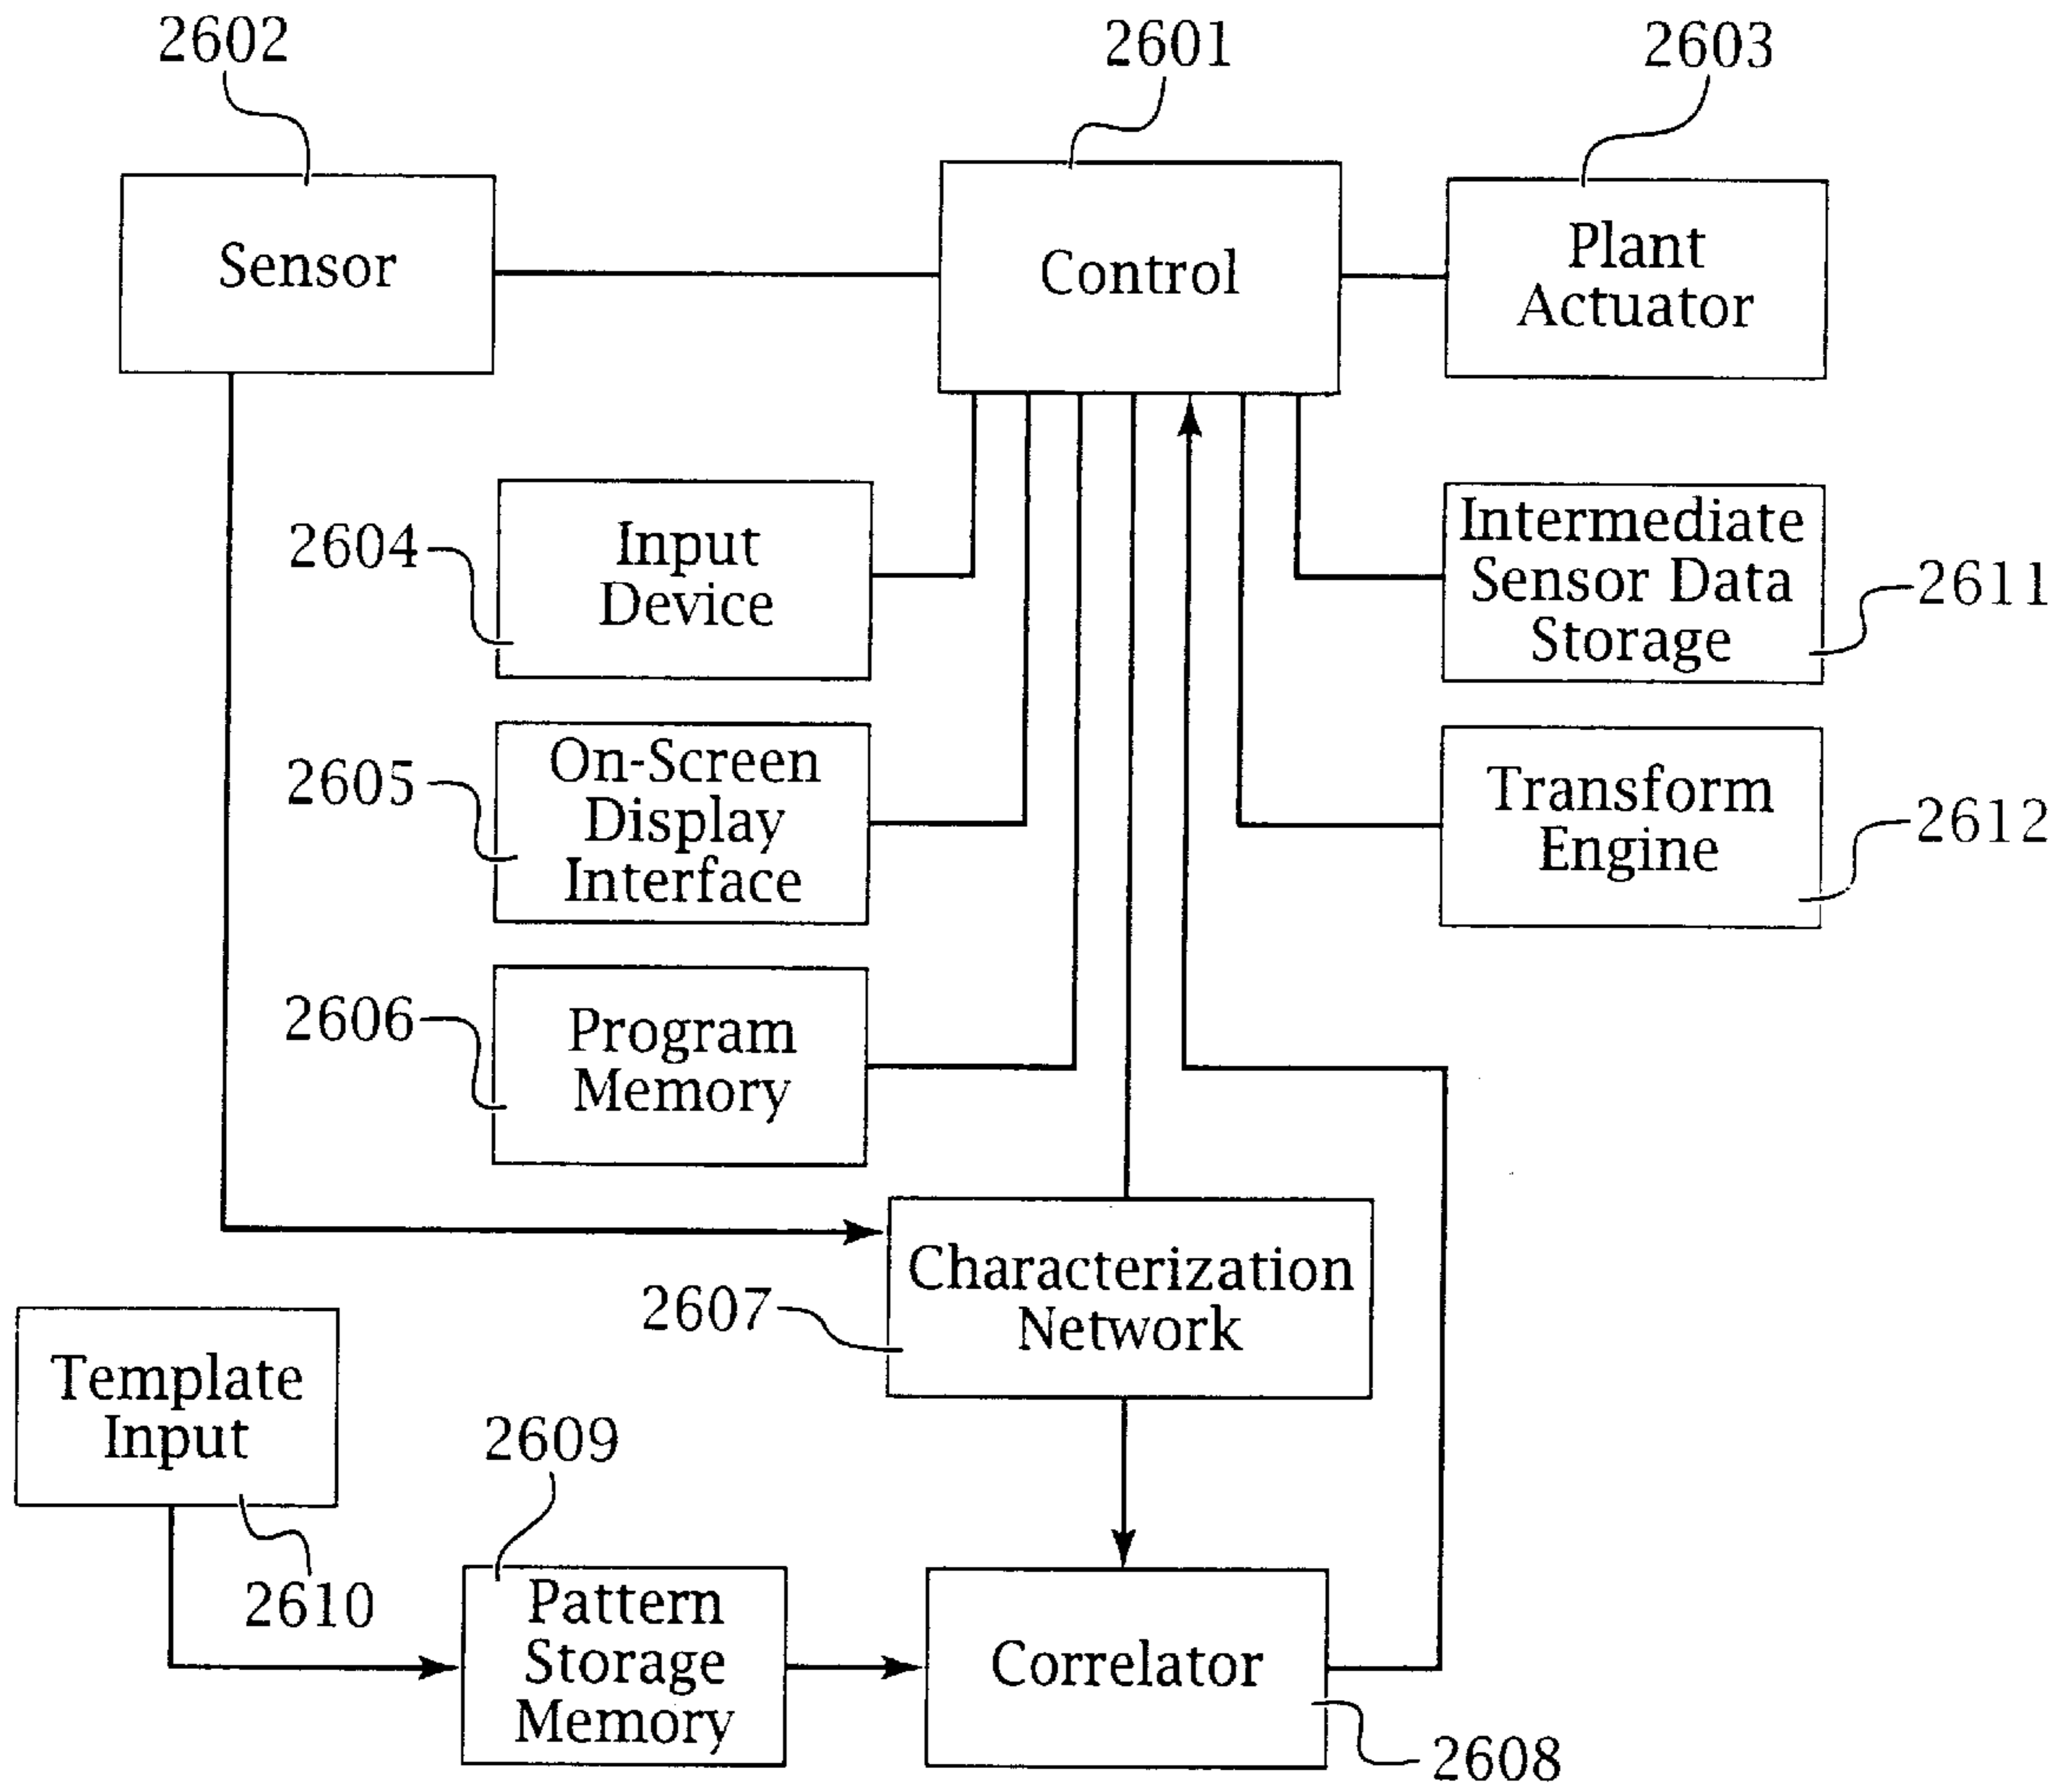 2602
2601
2603
Sensor
Control
Plant
Actuator
2604
Input
Device
Intermediate
Sensor Data
Storage
2611
2605
On-Screen
Display
Interface
Transform
Engine
2612
2606
Program
Memory
Characterization
Network
2607
Template
Input
2609
2610
Pattern
Storage
Memory
Correlator
2608